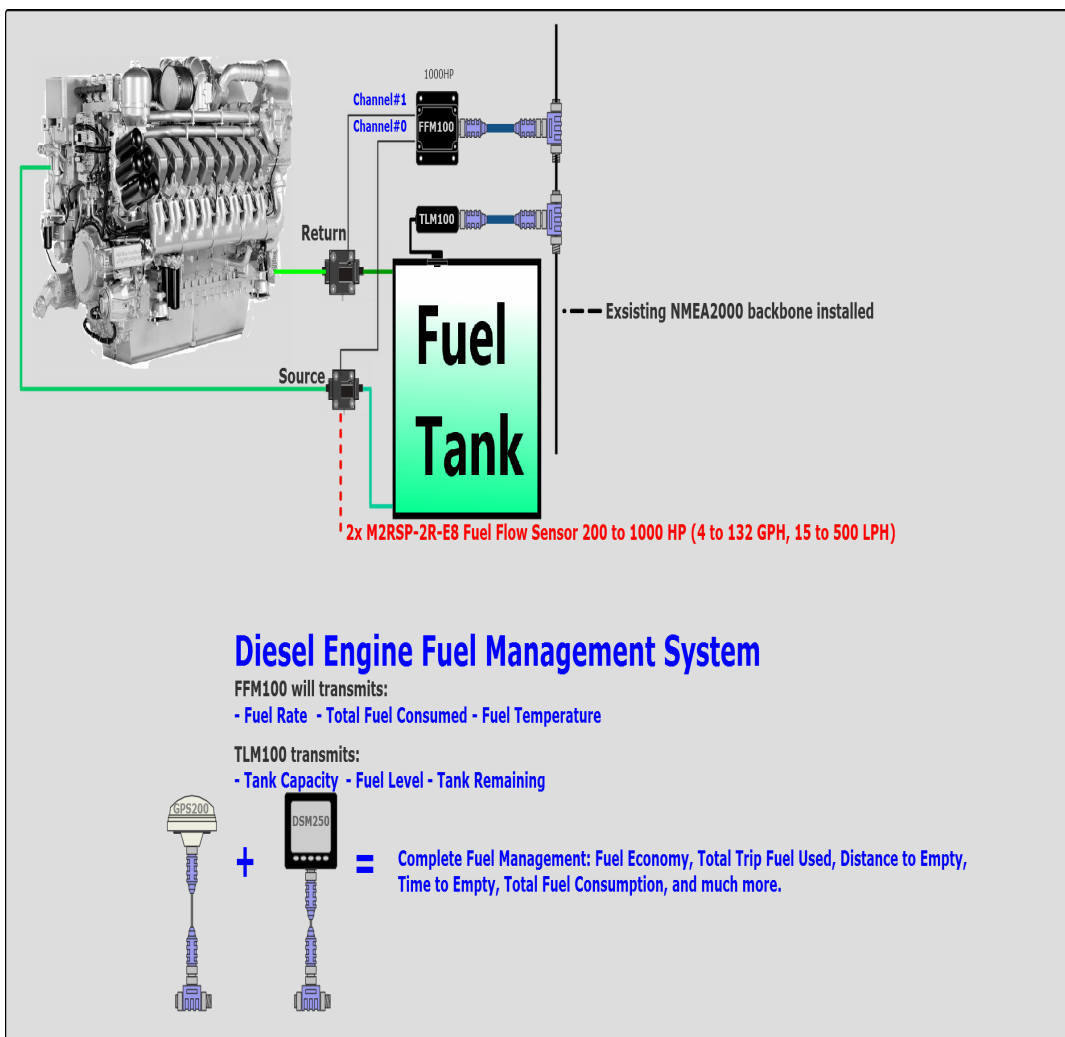 1000HP
Channel#1
Channel#0
FFM100
TLM100
Return
Fuel
Tank
Exsisting NMEA2000 backbone installed
Source
2x M2RSP-2R-E8 Fuel Flow Sensor 200 to 1000 HP (4 to 132 GPH, 15 to 500 LPH)
Diesel Engine Fuel Management System
FFM100 will transmits:
- Fuel Rate - Total Fuel Consumed - Fuel Temperature
TLM100 transmits:
- Tank Capacity - Fuel Level - Tank Remaining
GPS200
+
DSM250
=
Complete Fuel Management: Fuel Economy, Total Trip Fuel Used, Distance to Empty,
Time to Empty, Total Fuel Consumption, and much more.